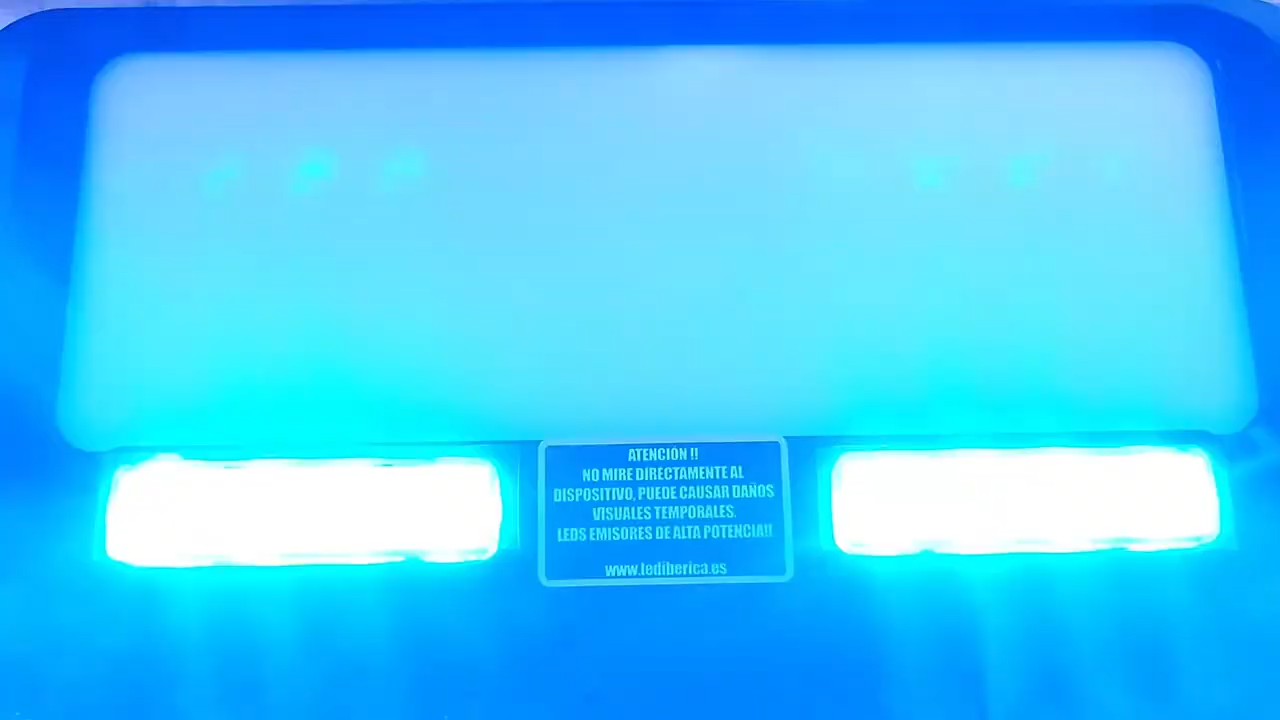 ATENCIÓN !!
NO MIRE DIRECTAMENTE AL
DISPOSITIVO, PUEDE CAUSAR DAÑOS
VISUALES TEMPORALES.
LEDS EMISORES DE ALTA POTENCIA!!
www.lediberica.es